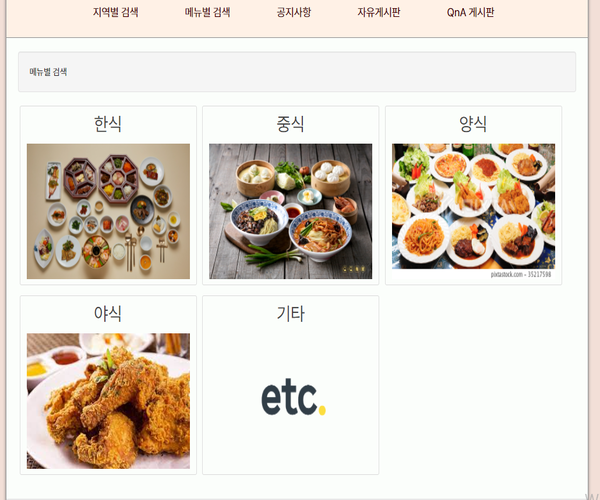 지역별 검색 메뉴별 검색 공지사항 자유게시판 QnA 게시판
메뉴별 검색
한식 중식 양식
pixtastock.com - 35217598
야식 기타
etc.